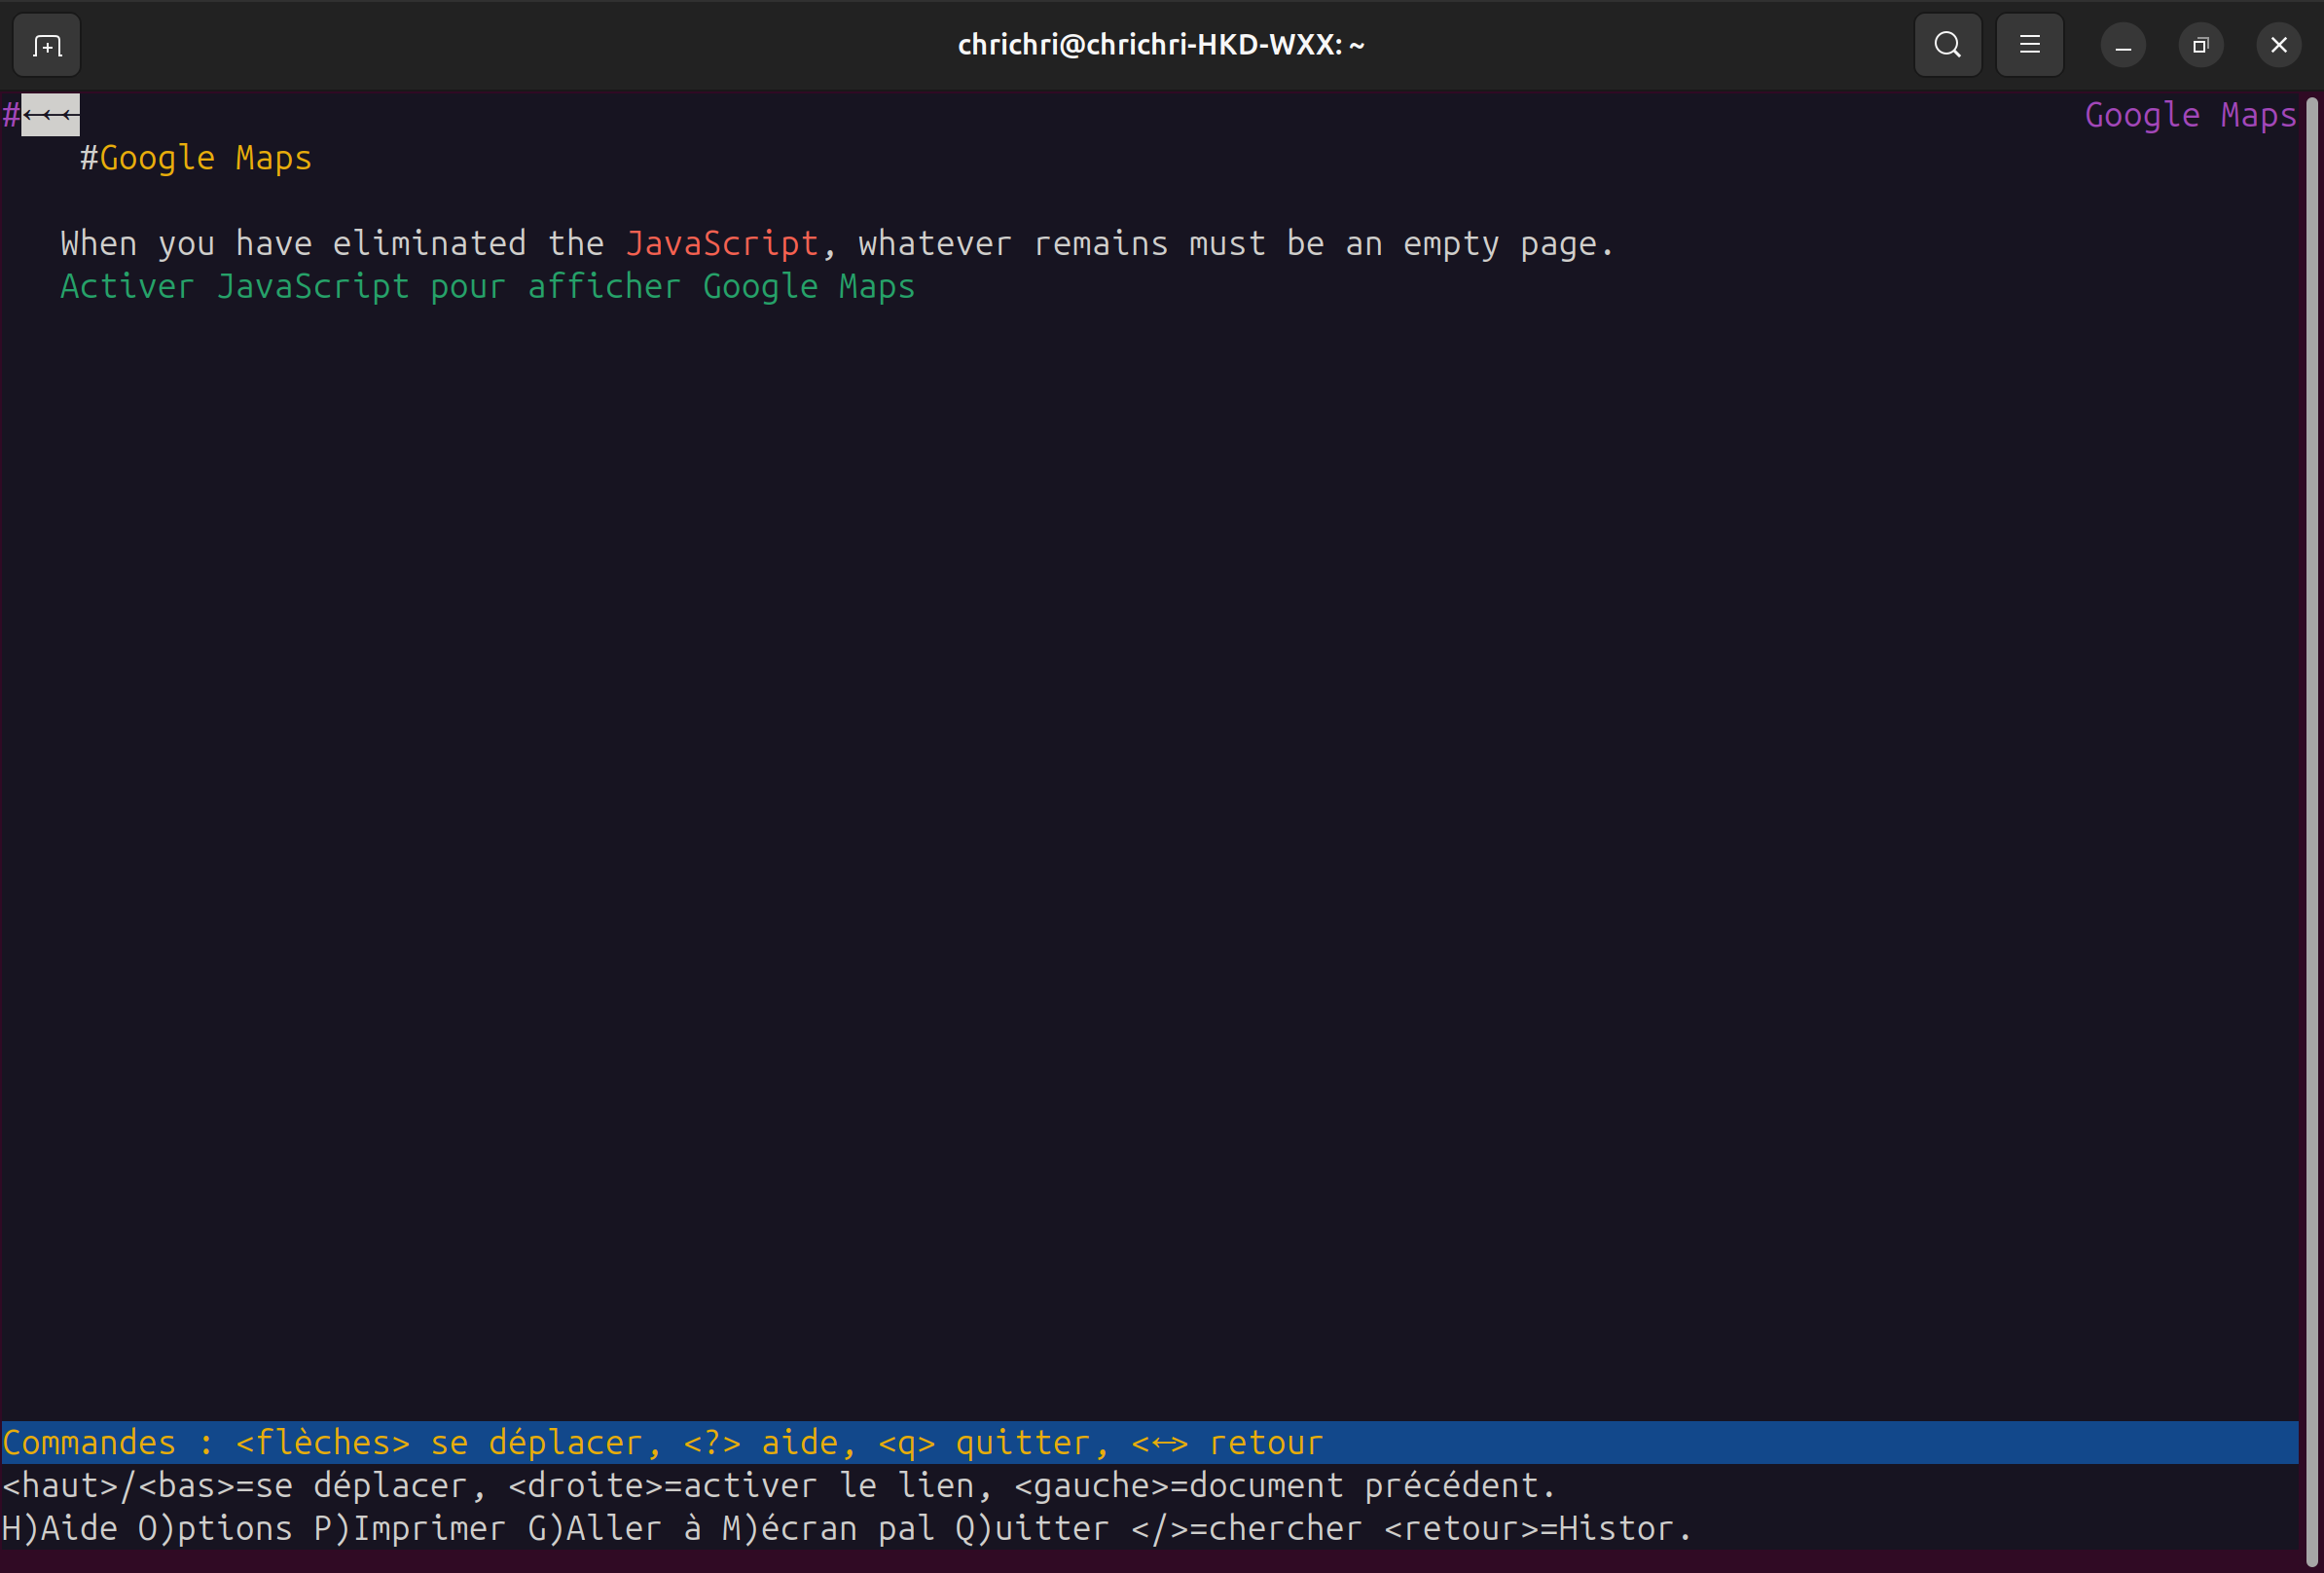 chrichri@chrichri-HKD-WXX: ~
#←←← Google Maps
#Google Maps
When you have eliminated the JavaScript, whatever remains must be an empty page.
Activer JavaScript pour afficher Google Maps
Commandes : <flèches> se déplacer, <?> aide, <q> quitter, <←> retour
<haut>/<bas>=se déplacer, <droite>=activer le lien, <gauche>=document précédent.
H)Aide O)ptions P)Imprimer G)Aller à M)écran pal Q)uitter </>=chercher <retour>=Histor.